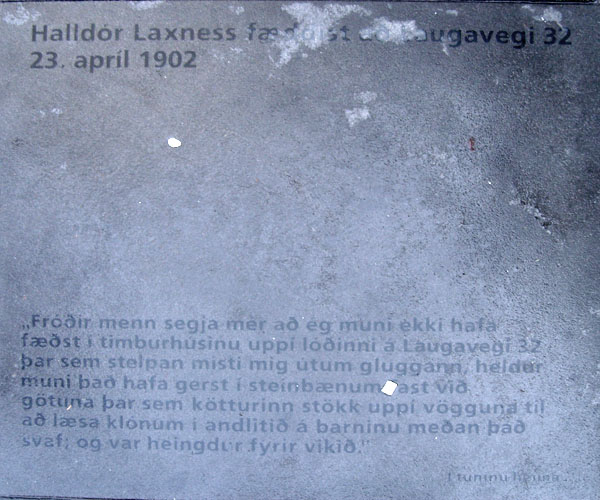 Halldór Laxness fæddist að Laugavegi 32
23. apríl 1902
„Fróðir menn segja mér að eg muni ekki hafa
fæðst í timburhúsinu uppí lóðinni á Laugavegi 32
þar sem stelpan misti mig útum gluggann, heldur
muni það hafa gerst í steinbænum fast við
götuna þar sem kötturinn stökk uppí vögguna til
að læsa klónum í andlitið á barninu meðan það
svaf; og var heingdur fyrir vikið."
Í túninu heima